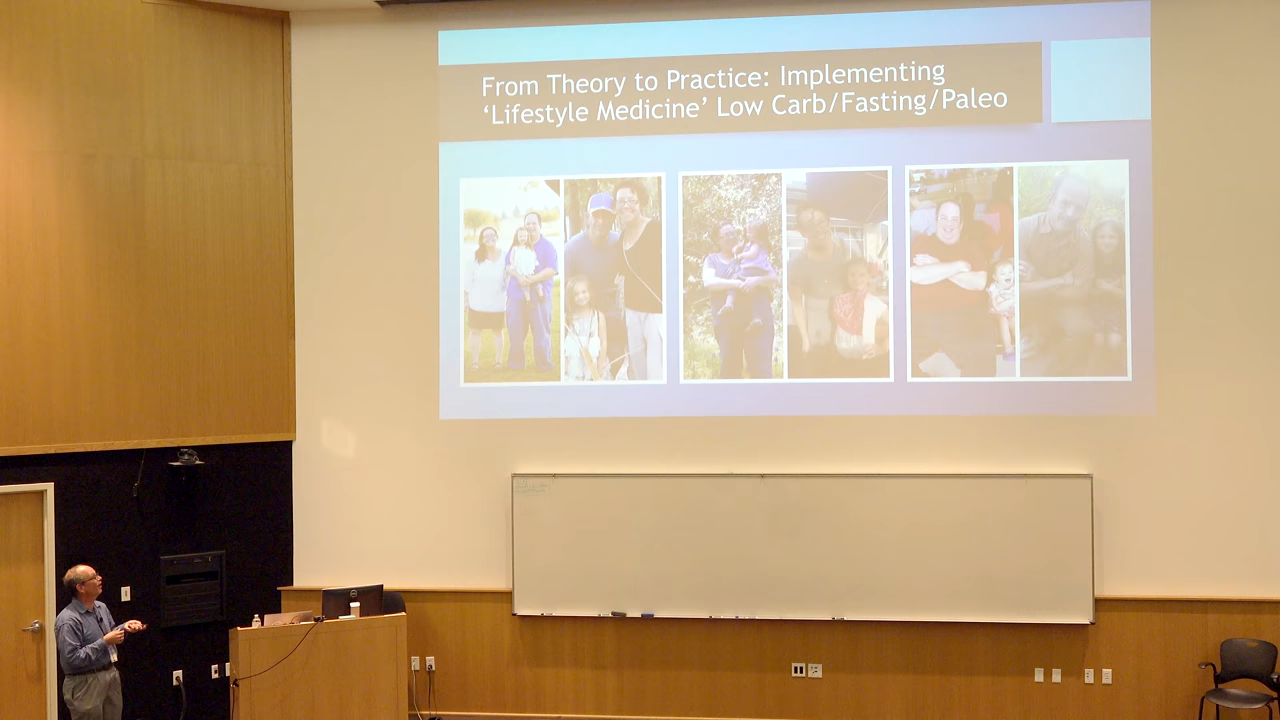 From Theory to Practice: Implementing
‘Lifestyle Medicine’ Low Carb/Fasting/Paleo